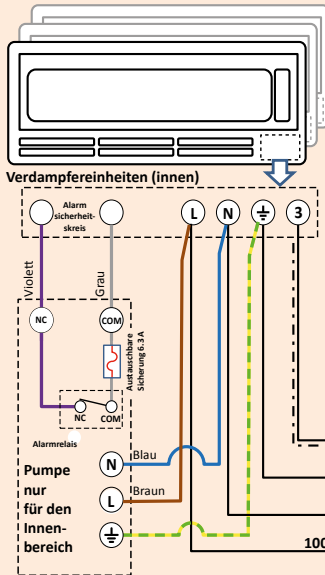 Verdampfereinheiten (innen)
Alarm
sicherheit-
skreis
L
N
3
Violett
Grau
NC
COM
Austauschbare
Sicherung 6.3 A
NC
COM
Alarmrelais
Pumpe
nur
für den
Innen-
bereich
N
Blau
L
Braun
100